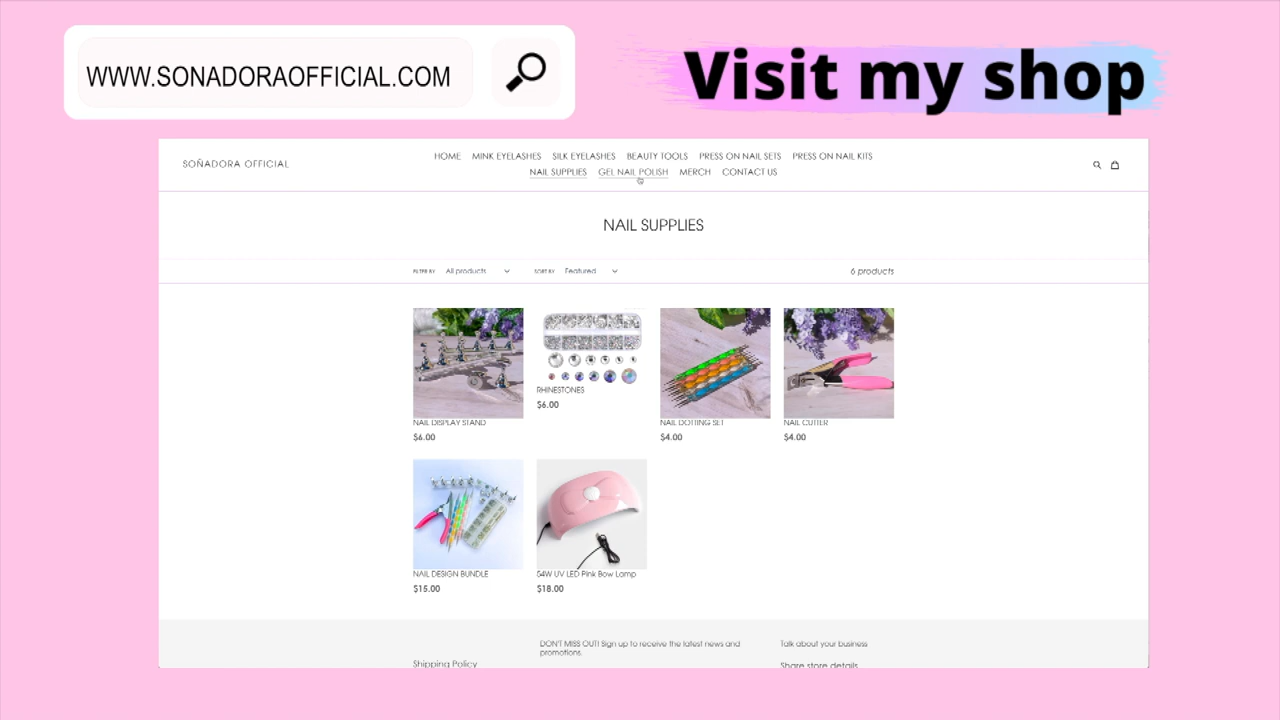 WWW.SONADORAOFFICIAL.COM
Visit my shop
SOÑADORA OFFICIAL
HOME MINK EYELASHES SILK EYELASHES BEAUTY TOOLS PRESS ON NAIL SETS PRESS ON NAIL KITS
NAIL SUPPLIES GEL NAIL POLISH MERCH CONTACT US
NAIL SUPPLIES
FILTER BY All products SORT BY Featured 6 products
NAIL DISPLAY STAND RHINESTONES NAIL DOTTING SET NAIL CUTTER
$6.00 $6.00 $4.00 $4.00
NAIL DESIGN BUNDLE 54W UV LED Pink Bow Lamp
$15.00 $18.00
DON'T MISS OUT! Sign up to receive the latest news and
promotions.
Talk about your business
Shipping Policy
Share store details